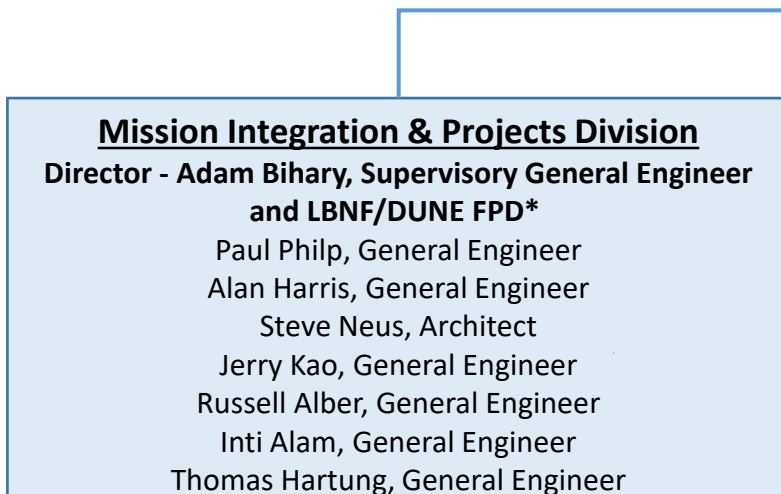 Mission Integration & Projects Division
Director - Adam Bihary, Supervisory General Engineer
and LBNF/DUNE FPD*
Paul Philp, General Engineer
Alan Harris, General Engineer
Steve Neus, Architect
Jerry Kao, General Engineer
Russell Alber, General Engineer
Inti Alam, General Engineer
Thomas Hartung, General Engineer